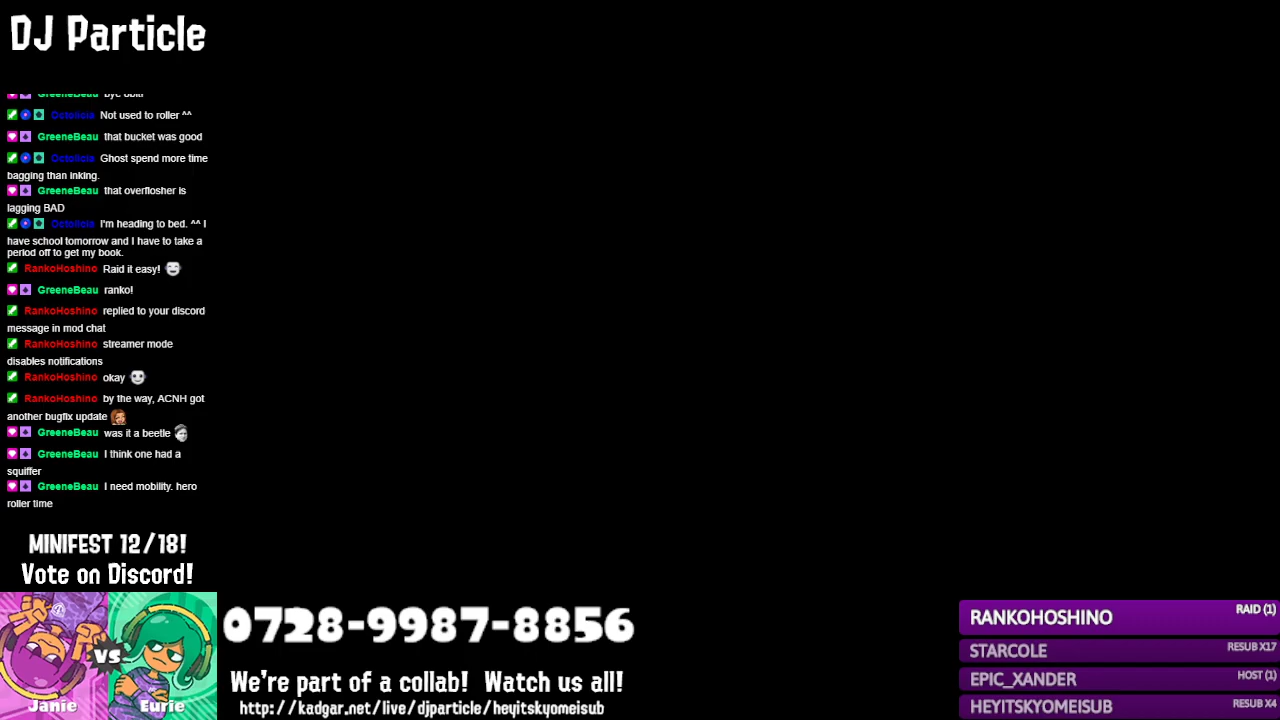 DJ Particle
GreeneBeau bye obitr
Octolicia Not used to roller ^^
GreeneBeau that bucket was good
Octolicia Ghost spend more time
bagging than inking.
GreeneBeau that overflosher is
lagging BAD
Octolicia I'm heading to bed. ^^ I
have school tomorrow and I have to take a
period off to get my book.
RankoHoshino Raid it easy!
GreeneBeau ranko!
RankoHoshino replied to your discord
message in mod chat
RankoHoshino streamer mode
disables notifications
RankoHoshino okay
RankoHoshino by the way, ACNH got
another bugfix update
GreeneBeau was it a beetle
GreeneBeau I think one had a
squiffer
GreeneBeau I need mobility. hero
roller time
MINIFEST 12/18!
Vote on Discord!
VS
Janie
Eurie
0728-9987-8856
We're part of a collab! Watch us all!
http://kadgar.net/live/djparticle/heyitskyomeisub
RANKOHOSHINO RAID (1)
STARCOLE RESUB X17
EPIC_XANDER HOST (1)
HEYITSKYOMEISUB RESUB X4